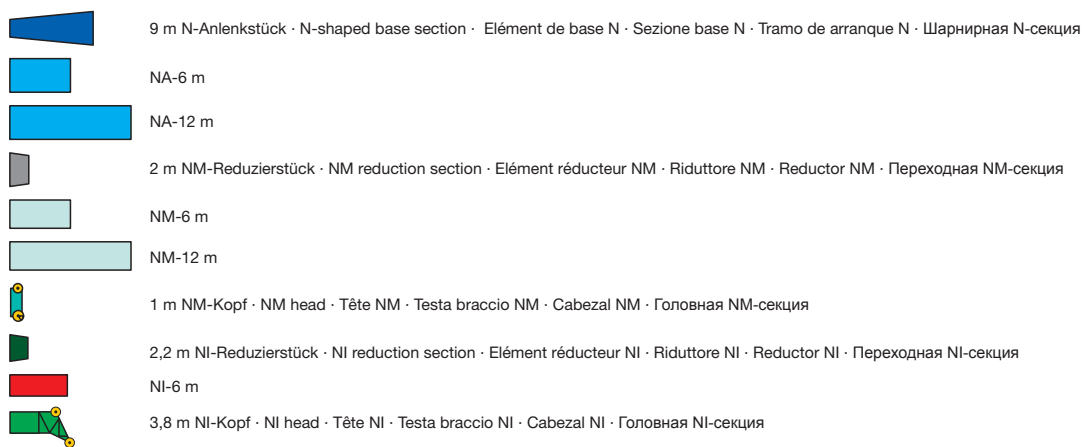 9 m N-Anlenkstück · N-shaped base section · Elément de base N · Sezione base N · Tramo de arranque N · Шарнирная N-секция
NA-6 m
NA-12 m
2 m NM-Reduzierstück · NM reduction section · Elément réducteur NM · Riduttore NM · Reductor NM · Переходная NM-секция
NM-6 m
NM-12 m
1 m NM-Kopf · NM head · Tête NM · Testa braccio NM · Cabezal NM · Головная NM-секция
2,2 m NI-Reduzierstück · NI reduction section · Elément réducteur NI · Riduttore NI · Reductor NI · Переходная NI-секция
NI-6 m
3,8 m NI-Kopf · NI head · Tête NI · Testa braccio NI · Cabezal NI · Головная NI-секция